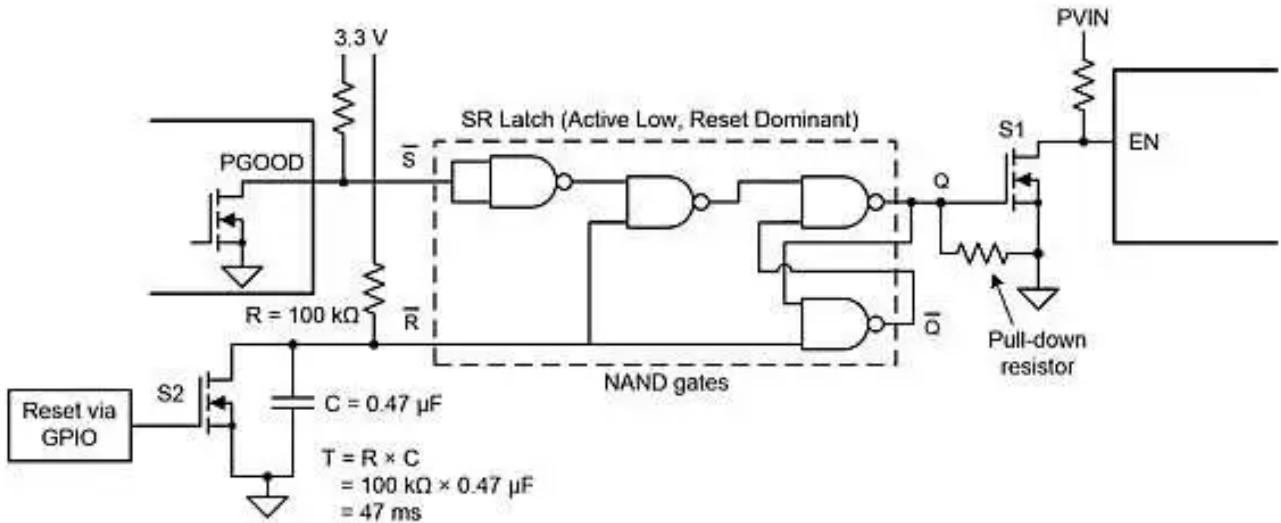 PVIN
3.3 V
SR Latch (Active Low, Reset Dominant)
S1
PGOOD
S̅
EN
Q
R = 100 kΩ
R̅
Q̅
Pull-down
resistor
NAND gates
S2
Reset via
GPIO
C = 0.47 µF
T = R × C
= 100 kΩ × 0.47 µF
= 47 ms